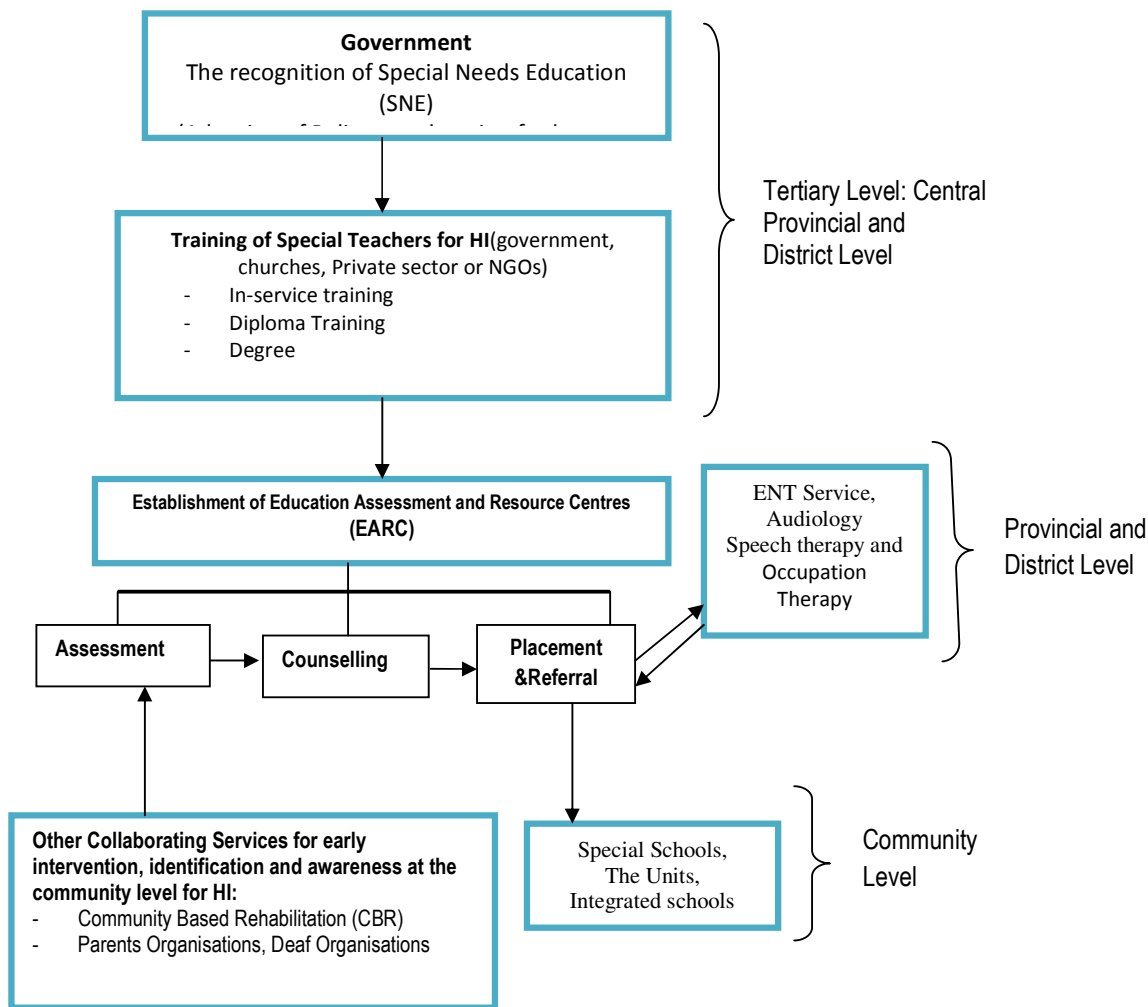 Government
The recognition of Special Needs Education
(SNE)
Tertiary Level: Central
Provincial and
District Level
Training of Special Teachers for HI(government,
churches, Private sector or NGOs)
- In-service training
- Diploma Training
- Degree
Establishment of Education Assessment and Resource Centres
(EARC)
ENT Service,
Audiology
Speech therapy and
Occupation
Therapy
Provincial and
District Level
Assessment
Counselling
Placement
&Referral
Other Collaborating Services for early
intervention, identification and awareness at the
community level for HI:
- Community Based Rehabilitation (CBR)
- Parents Organisations, Deaf Organisations
Special Schools,
The Units,
Integrated schools
Community
Level